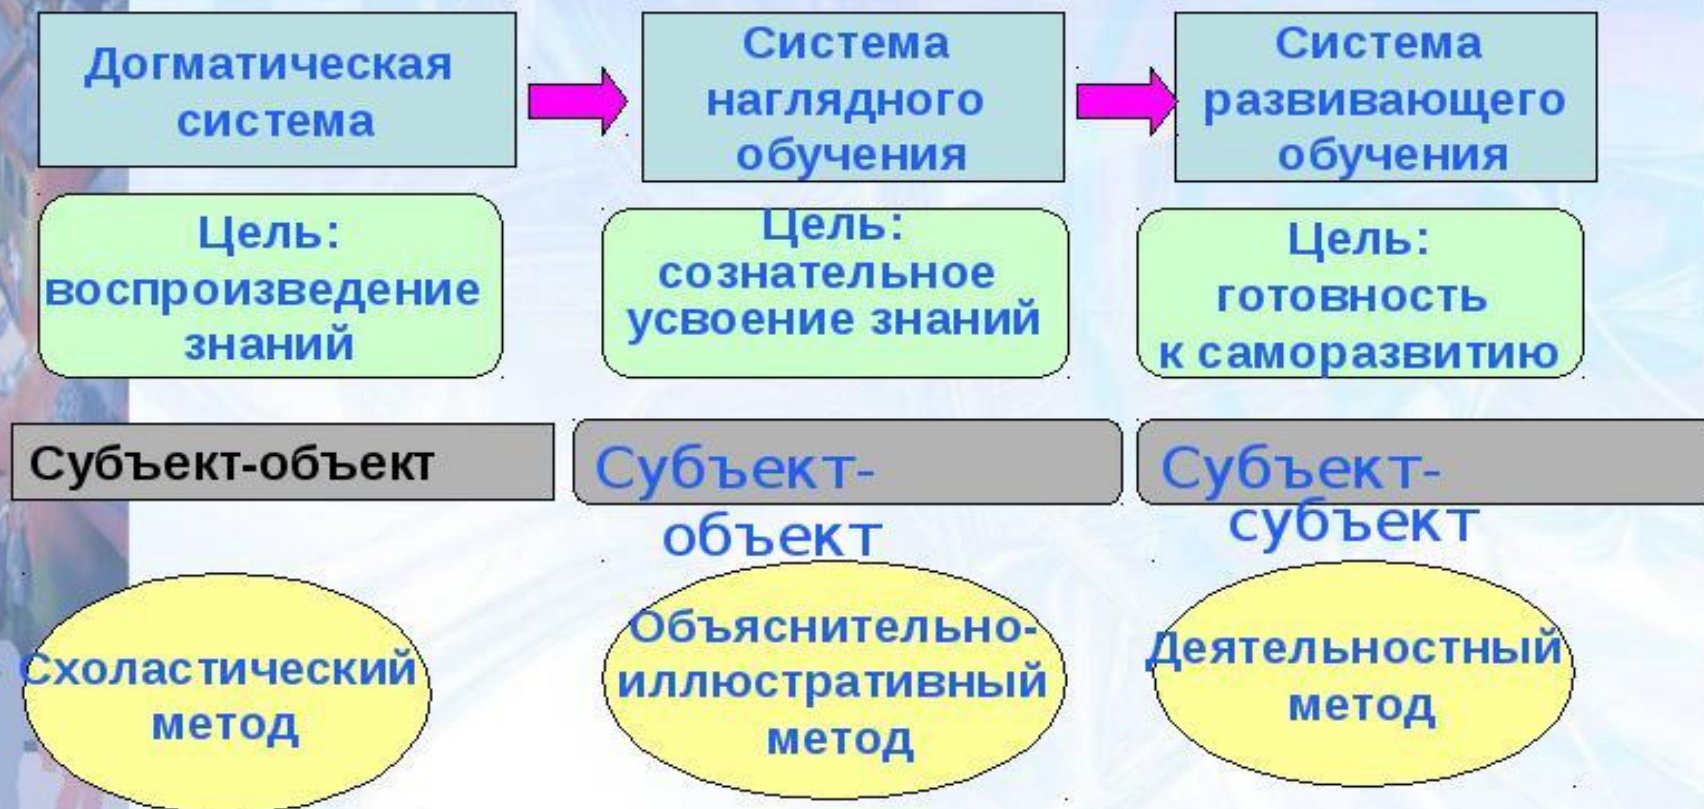 Догматическая
система
Система
наглядного
обучения
Система
развивающего
обучения
Цель:
воспроизведение
знаний
Цель:
сознательное
усвоение знаний
Цель:
готовность
к саморазвитию
Субъект-объект
Субъект-
объект
Субъект-
субъект
Схоластический
метод
Объяснительно-
иллюстративный
метод
Деятельностный
метод